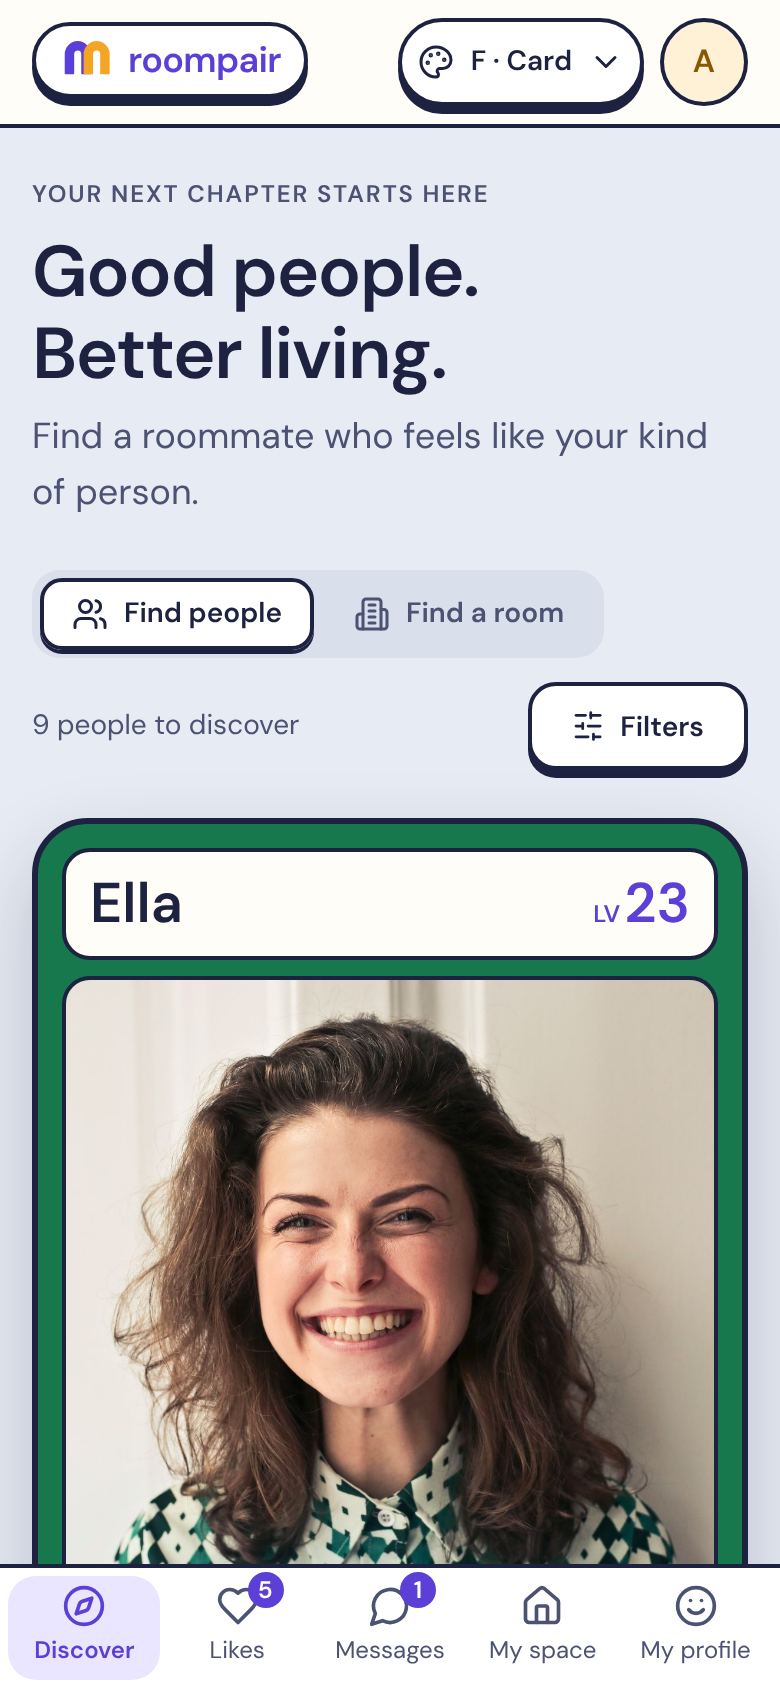 roompair
F · Card
A
YOUR NEXT CHAPTER STARTS HERE
Good people.
Better living.
Find a roommate who feels like your kind
of person.
Find people
Find a room
9 people to discover
Filters
Ella
LV 23
5
1
Discover
Likes
Messages
My space
My profile